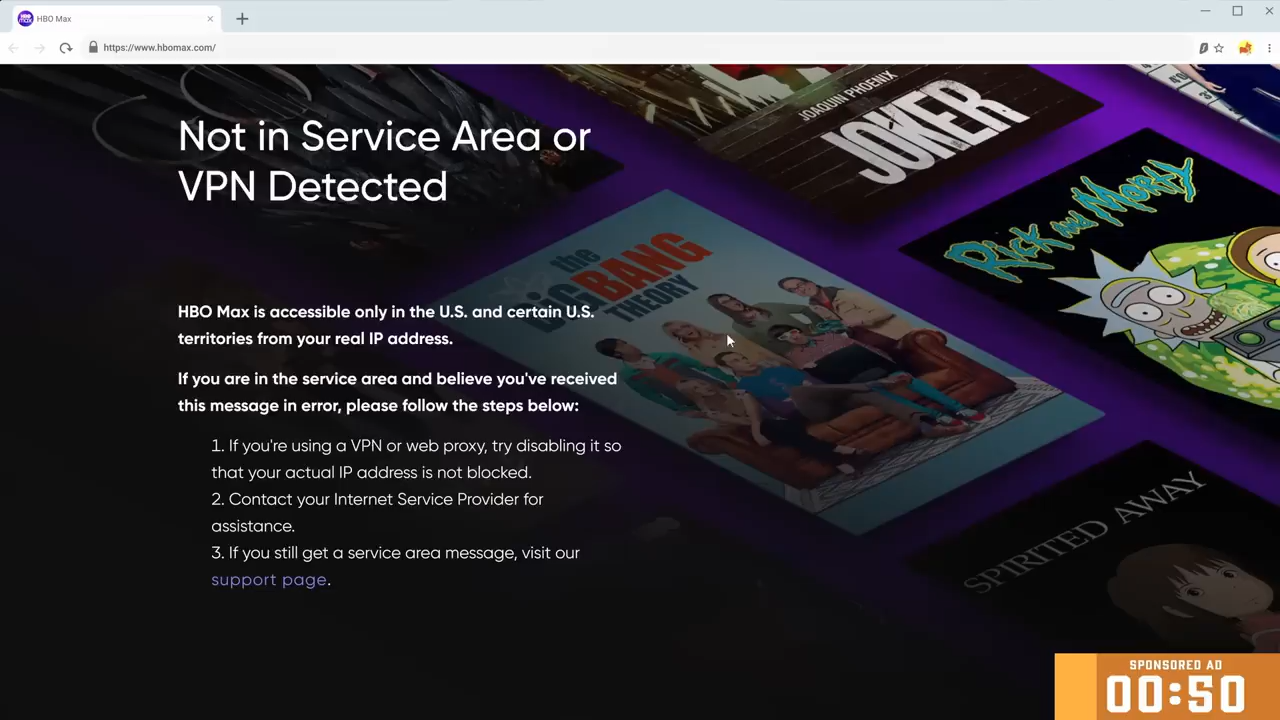 HBO Max
https://www.hbomax.com/
Not in Service Area or
VPN Detected
HBO Max is accessible only in the U.S. and certain U.S.
territories from your real IP address.
If you are in the service area and believe you've received
this message in error, please follow the steps below:
1. If you're using a VPN or web proxy, try disabling it so
that your actual IP address is not blocked.
2. Contact your Internet Service Provider for
assistance.
3. If you still get a service area message, visit our
support page.
JOAQUIN PHOENIX
JOKER
Rick and Morty
the
BiG BANG
THEORY
SPIRITED AWAY
SPONSORED AD
00:50